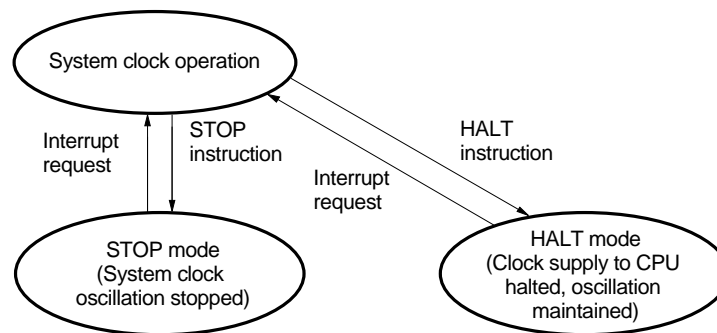 System clock operation
Interrupt
request
STOP
instruction
HALT
instruction
Interrupt
request
STOP mode
(System clock
oscillation stopped)
HALT mode
(Clock supply to CPU
halted, oscillation
maintained)